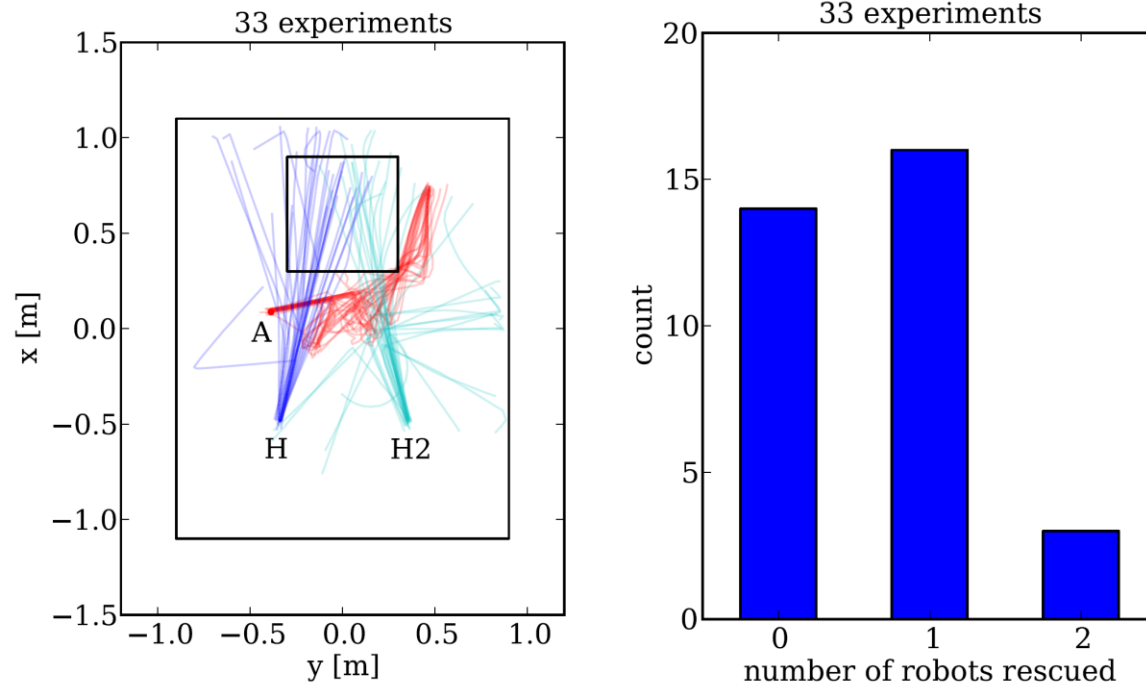 33 experiments
1.5
1.0
0.5
0.0
−0.5
−1.0
−1.5
x [m]
A
H
H2
−1.0 −0.5 0.0 0.5 1.0
y [m]
33 experiments
20
15
10
5
0
count
0 1 2
number of robots rescued